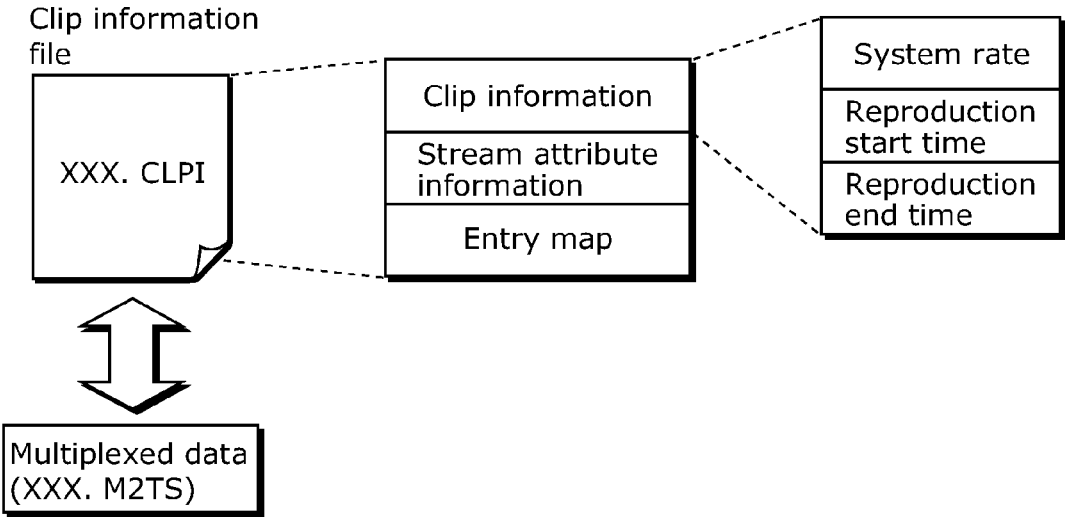 Clip information
file
XXX. CLPI
Multiplexed data
(XXX. M2TS)
Clip information
Stream attribute
information
Entry map
System rate
Reproduction
start time
Reproduction
end time